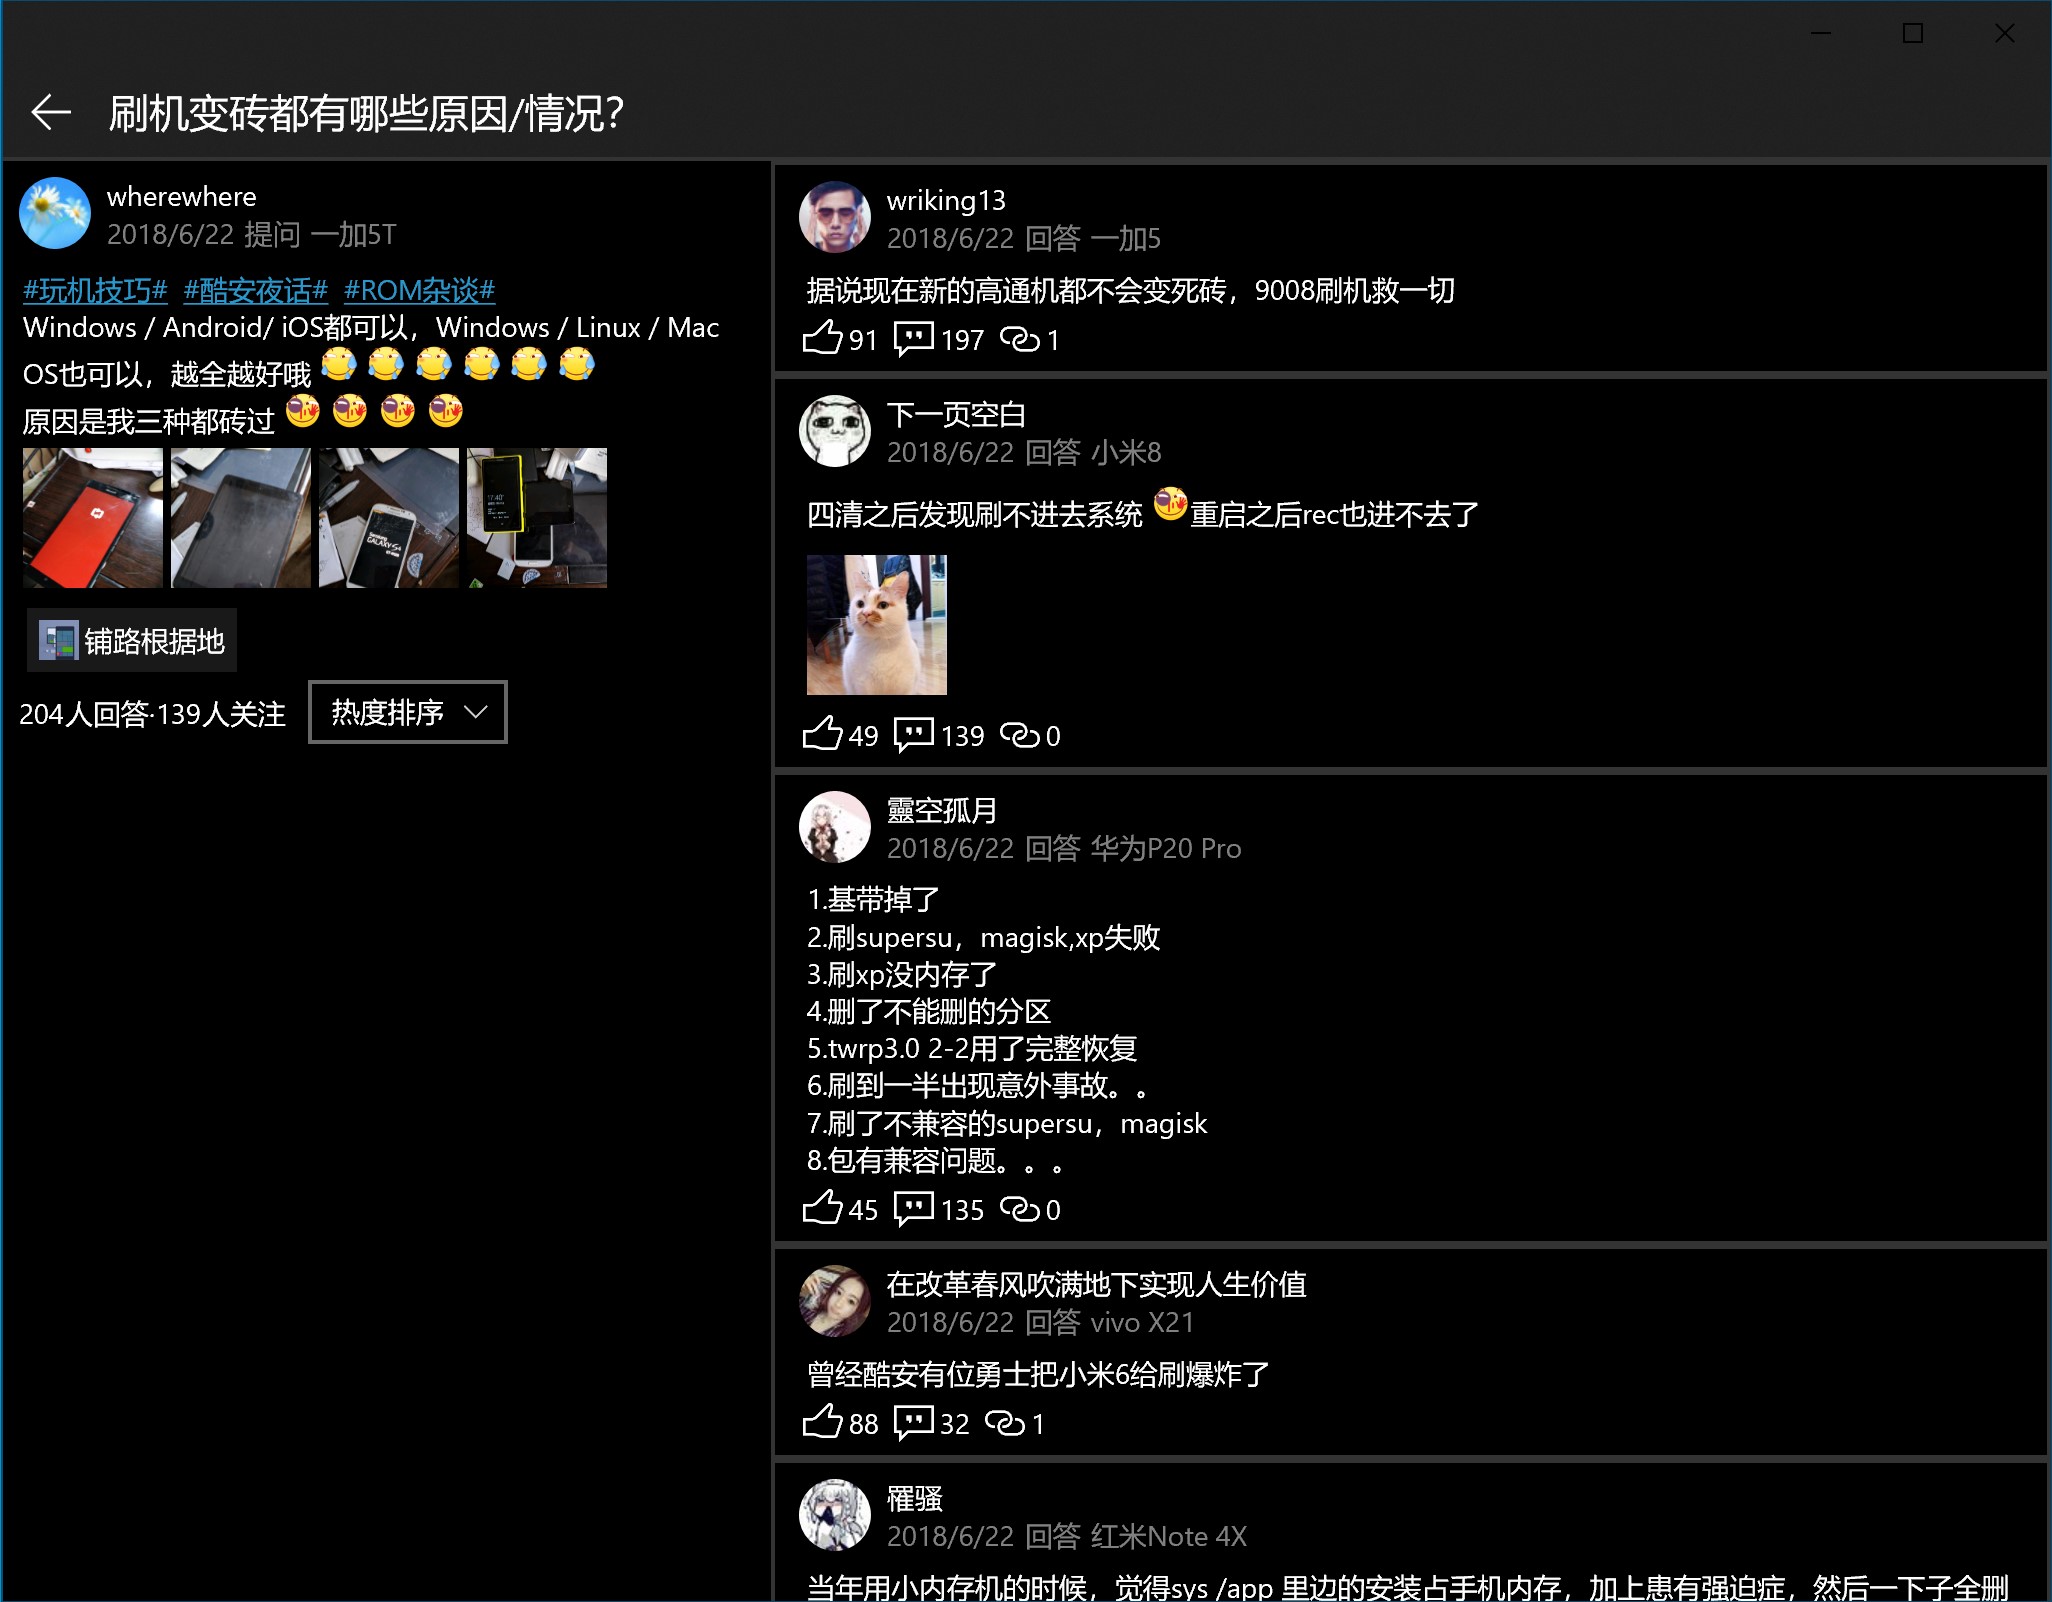 刷机变砖都有哪些原因/情况?
wherewhere
2018/6/22 提问 一加5T
#玩机技巧# #酷安夜话# #ROM杂谈#
Windows / Android/ iOS都可以，Windows / Linux / Mac
OS也可以，越全越好哦
原因是我三种都砖过
SAMSUNG
GALAXY S4
17:40
铺路根据地
204人回答·139人关注
热度排序
wriking13
2018/6/22 回答 一加5
据说现在新的高通机都不会变死砖，9008刷机救一切
91 197 1
下一页空白
2018/6/22 回答 小米8
四清之后发现刷不进去系统 重启之后rec也进不去了
49 139 0
靈空孤月
2018/6/22 回答 华为P20 Pro
1.基带掉了
2.刷supersu，magisk,xp失败
3.刷xp没内存了
4.删了不能删的分区
5.twrp3.0 2-2用了完整恢复
6.刷到一半出现意外事故。。
7.刷了不兼容的supersu，magisk
8.包有兼容问题。。。
45 135 0
在改革春风吹满地下实现人生价值
2018/6/22 回答 vivo X21
曾经酷安有位勇士把小米6给刷爆炸了
88 32 1
罹骚
2018/6/22 回答 红米Note 4X
当年用小内存机的时候，觉得sys /app 里边的安装占手机内存，加上患有强迫症，然后一下子全删